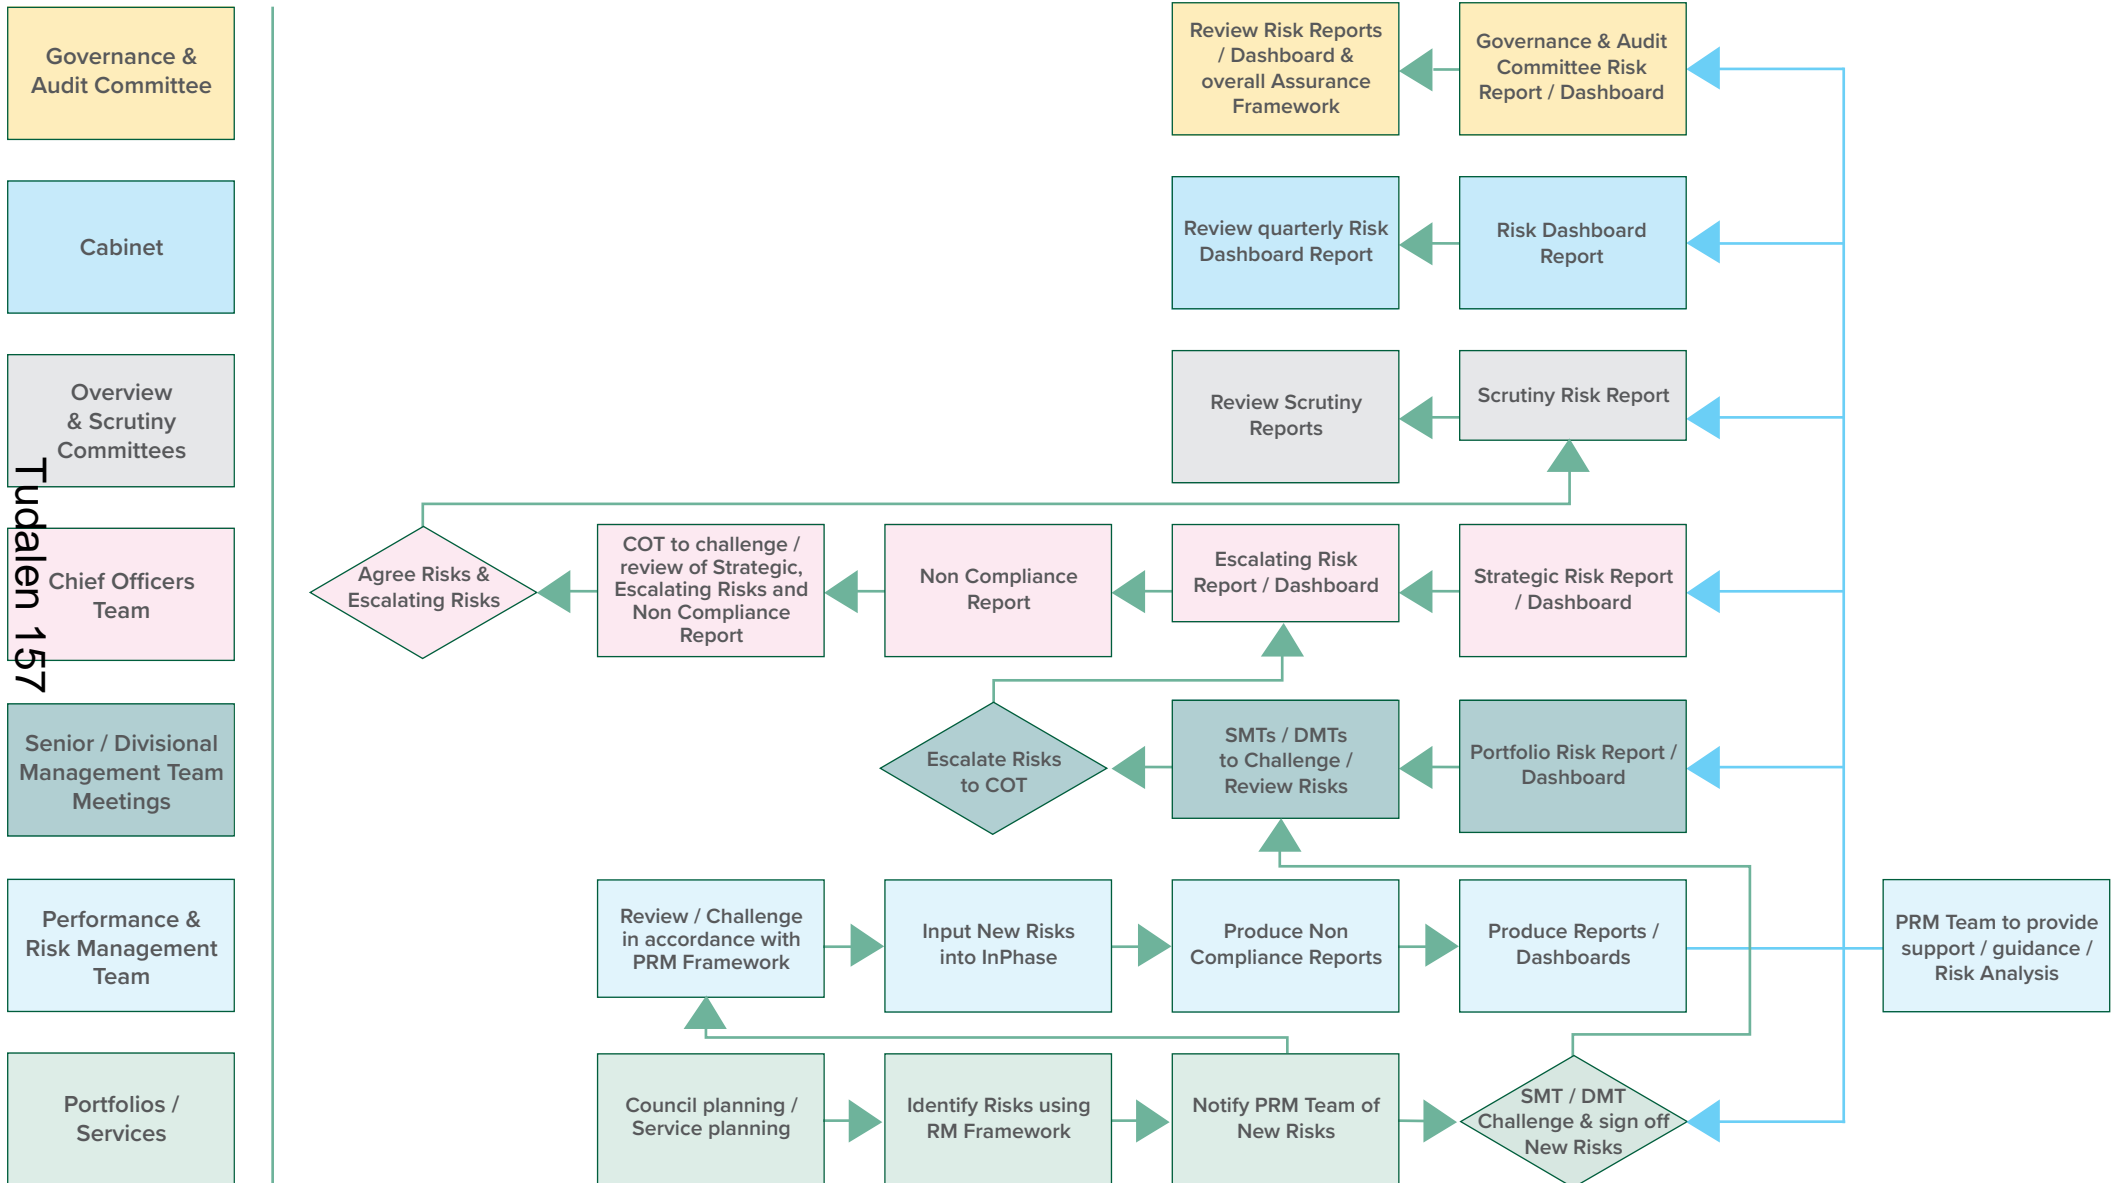 Governance &
Audit Committee
Review Risk Reports
/ Dashboard &
overall Assurance
Framework
Governance & Audit
Committee Risk
Report / Dashboard
Cabinet
Review quarterly Risk
Dashboard Report
Risk Dashboard
Report
Overview
& Scrutiny
Committees
Review Scrutiny
Reports
Scrutiny Risk Report
Tudalen 157
Chief Officers
Team
Agree Risks &
Escalating Risks
COT to challenge /
review of Strategic,
Escalating Risks and
Non Compliance
Report
Non Compliance
Report
Escalating Risk
Report / Dashboard
Strategic Risk Report
/ Dashboard
Senior / Divisional
Management Team
Meetings
Escalate Risks
to COT
SMTs / DMTs
to Challenge /
Review Risks
Portfolio Risk Report /
Dashboard
Performance &
Risk Management
Team
Review / Challenge
in accordance with
PRM Framework
Input New Risks
into InPhase
Produce Non
Compliance Reports
Produce Reports /
Dashboards
PRM Team to provide
support / guidance /
Risk Analysis
Portfolios /
Services
Council planning /
Service planning
Identify Risks using
RM Framework
Notify PRM Team of
New Risks
SMT / DMT
Challenge & sign off
New Risks